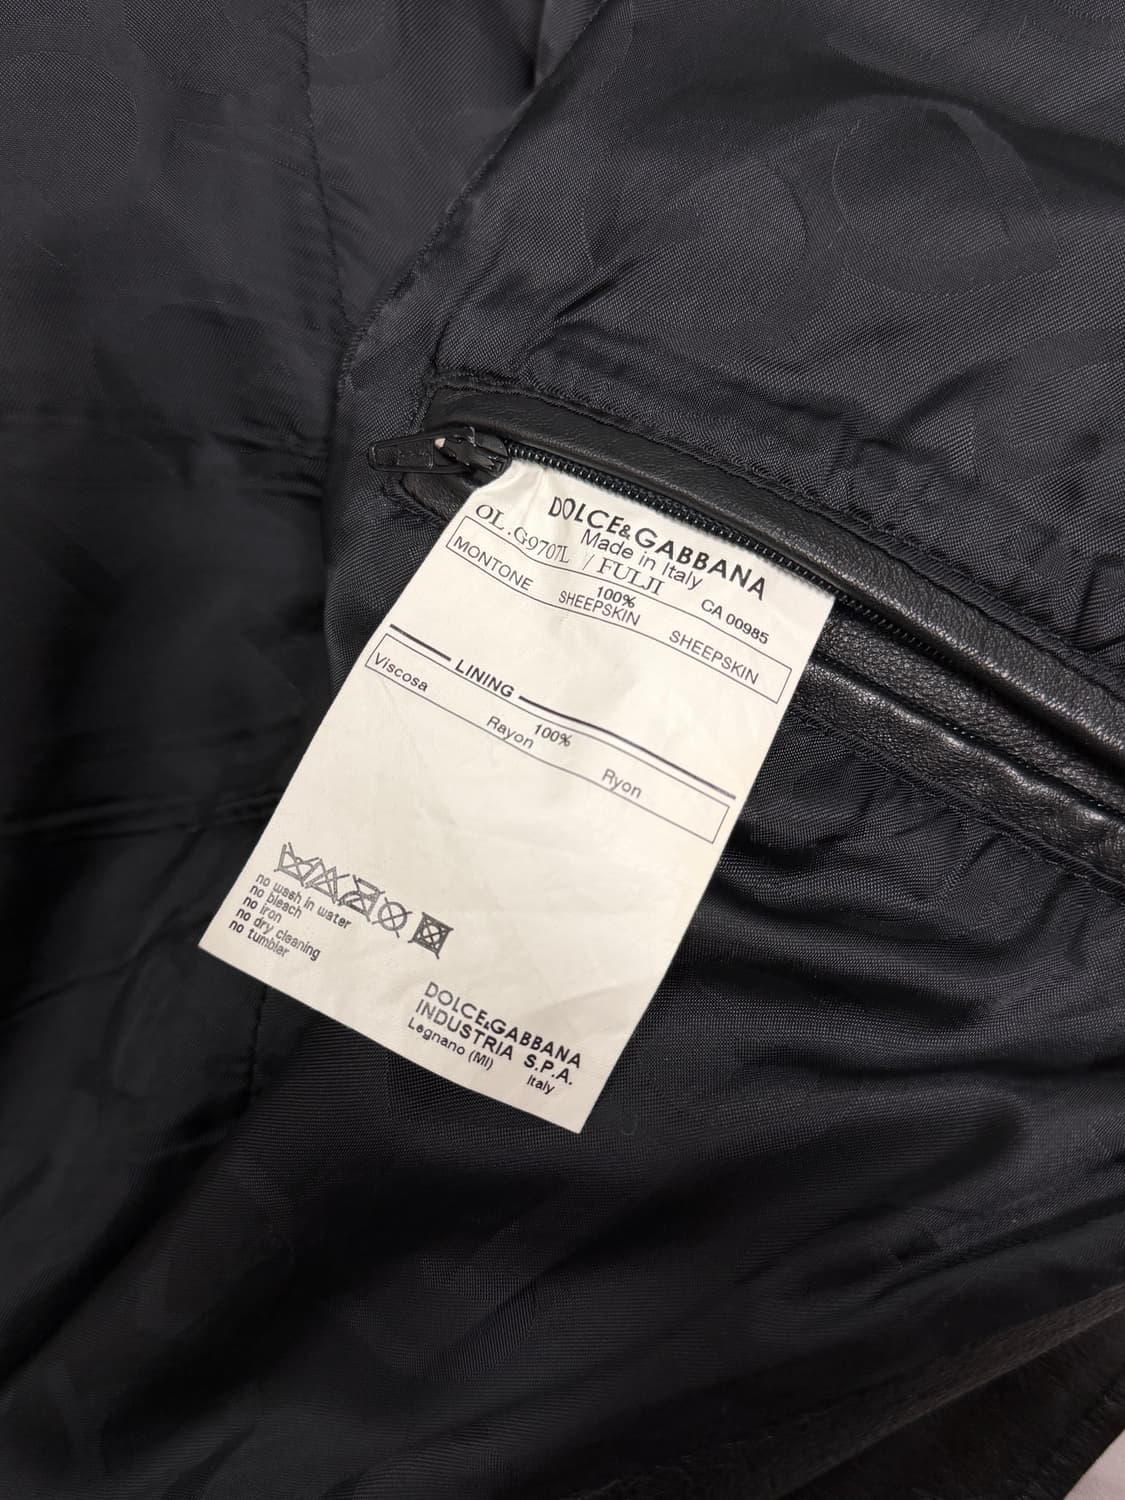 DOLCE&GABBANA
Made in Italy
OL.G9707L / FULJI CA 00985
MONTONE 100% SHEEPSKIN SHEEPSKIN
LINING
100%
Viscosa Rayon Ryon
no wash in water
no bleach
no iron
no dry cleaning
no tumbler
DOLCE&GABBANA
INDUSTRIA S.P.A.
Legnano (MI) Italy